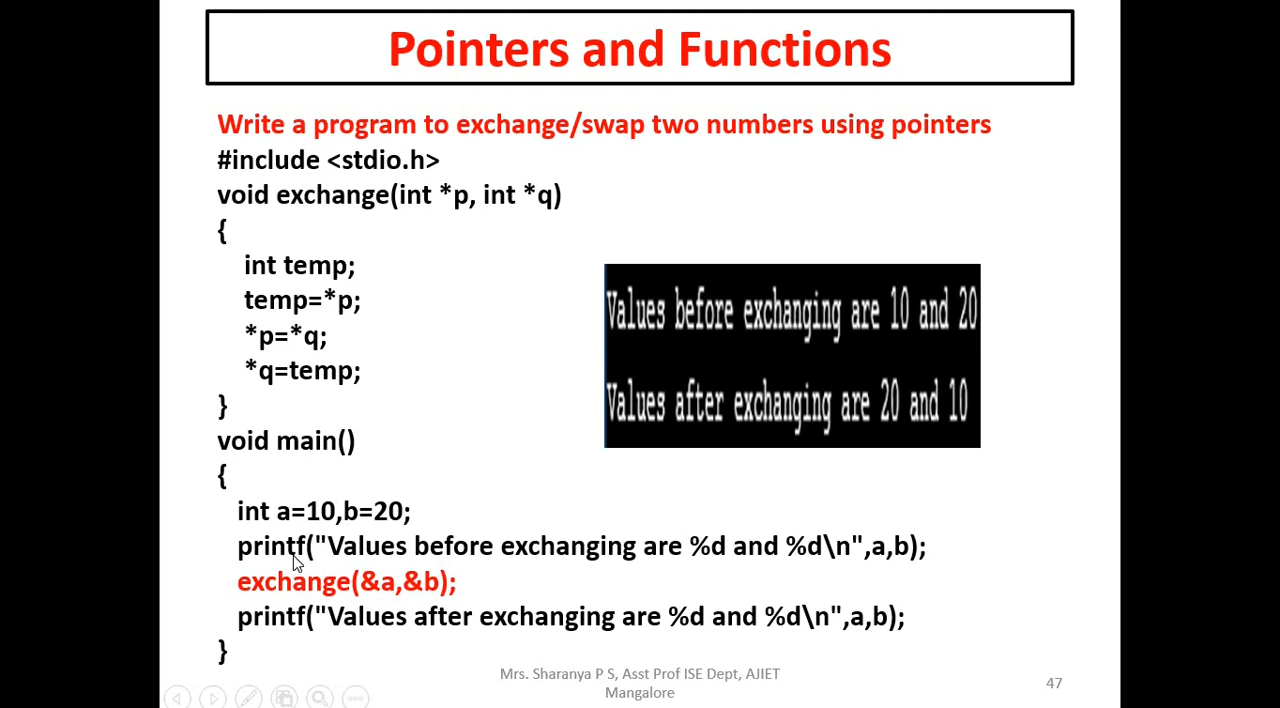 Pointers and Functions
Write a program to exchange/swap two numbers using pointers
#include <stdio.h>
void exchange(int *p, int *q)
{
int temp;
temp=*p;
*p=*q;
*q=temp;
}
void main()
{
int a=10,b=20;
printf("Values before exchanging are %d and %d\n",a,b);
exchange(&a,&b);
printf("Values after exchanging are %d and %d\n",a,b);
}
Values before exchanging are 10 and 20
Values after exchanging are 20 and 10
Mrs. Sharanya P S, Asst Prof ISE Dept, AJIET
Mangalore
47